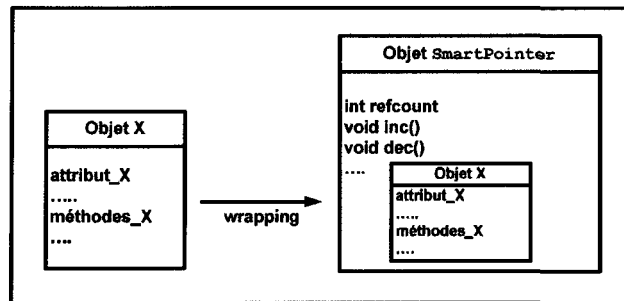 Objet X
attribut_X
.....
méthodes_X
....
wrapping
Objet SmartPointer
int refcount
void inc()
void dec()
....
Objet X
attribut_X
.....
méthodes_X
....